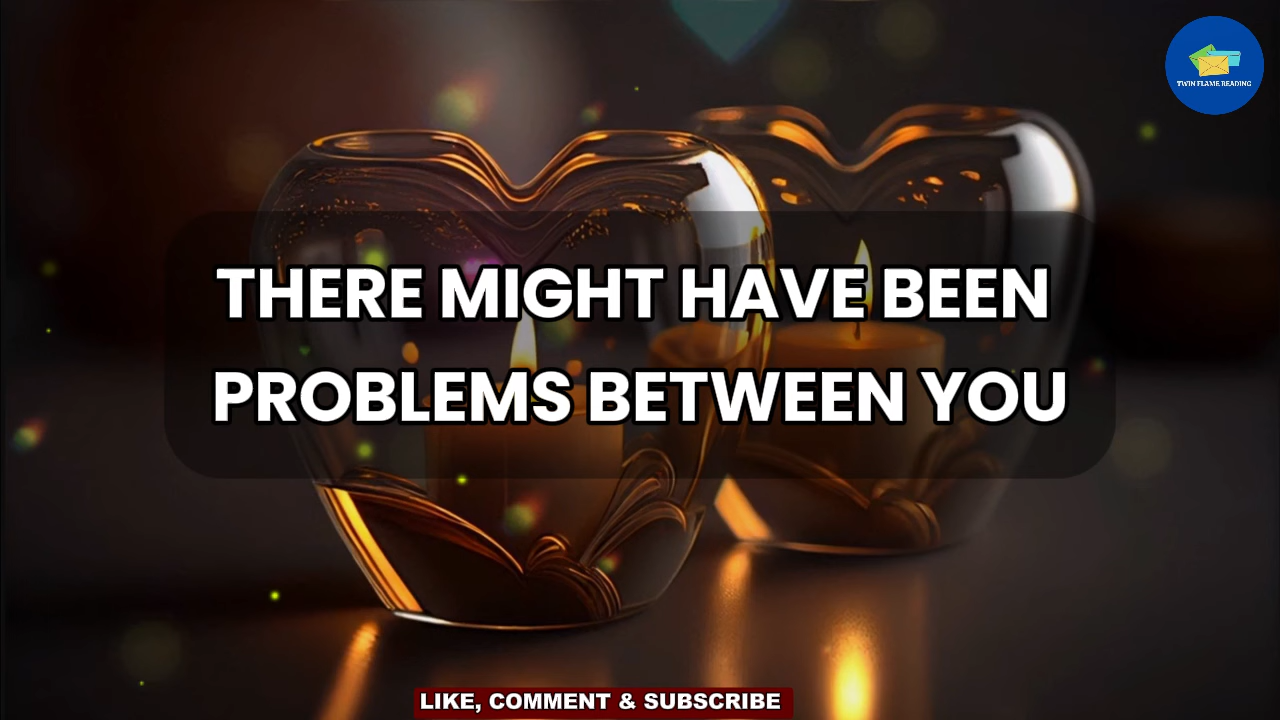 TWIN FLAME READING
THERE MIGHT HAVE BEEN
PROBLEMS BETWEEN YOU
LIKE, COMMENT & SUBSCRIBE